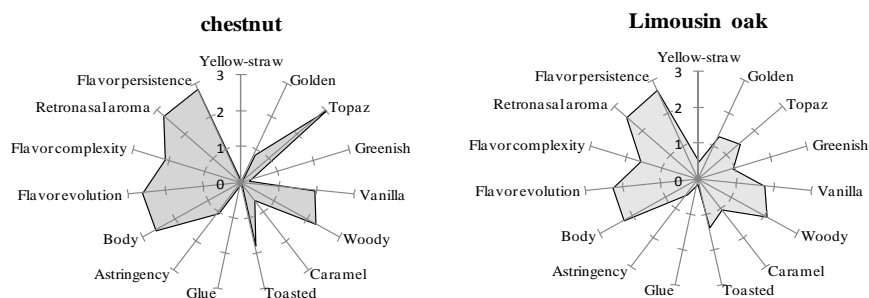 chestnut
Yellow-straw
Golden
Topaz
Greenish
Vanilla
Woody
Caramel
Toasted
Glue
Astringency
Body
Flavor evolution
Flavor complexity
Retronasal aroma
Flavor persistence
3
2
1
0
Limousin oak
Yellow-straw
Golden
Topaz
Greenish
Vanilla
Woody
Caramel
Toasted
Glue
Astringency
Body
Flavor evolution
Flavor complexity
Retronasal aroma
Flavor persistence
3
2
1
0